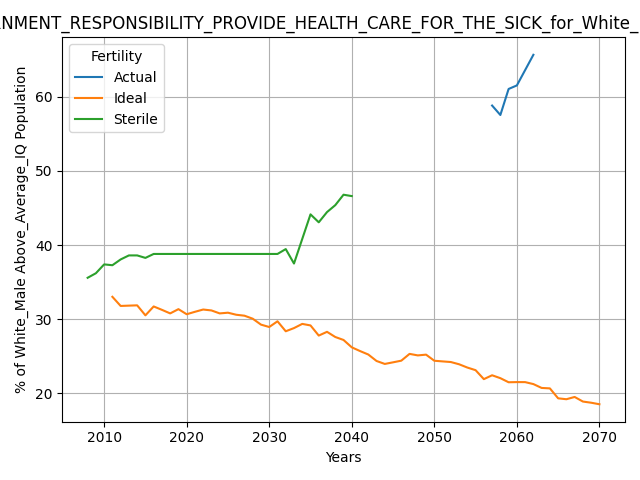 RNMENT_RESPONSIBILITY_PROVIDE_HEALTH_CARE_FOR_THE_SICK_for_White_
Fertility
Actual
Ideal
Sterile
% of White_Male Above_Average_IQ Population
60
50
40
30
20
2010 2020 2030 2040 2050 2060 2070
Years